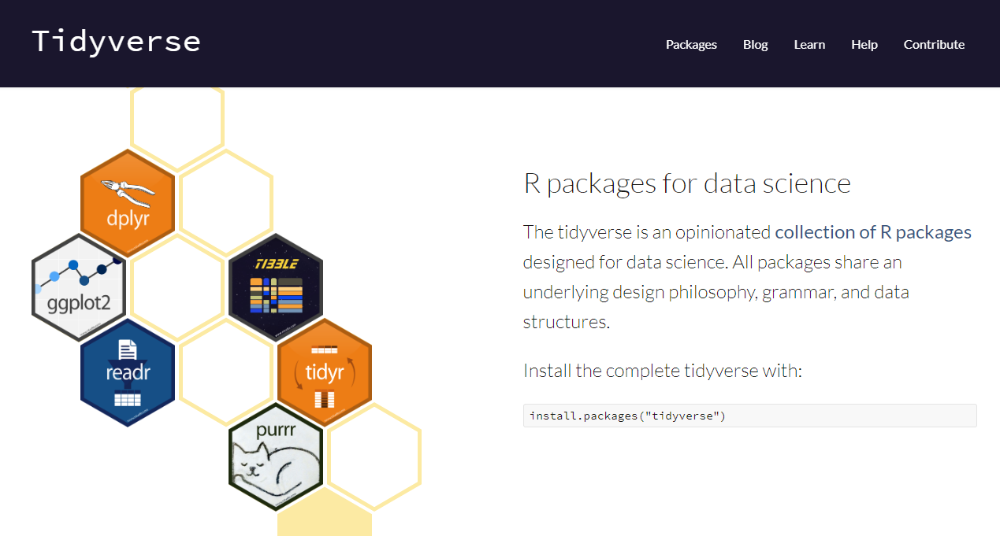 Tidyverse
Packages Blog Learn Help Contribute
dplyr
ggplot2
TIBBLE
readr
tidyr
purrr
R packages for data science
The tidyverse is an opinionated collection of R packages
designed for data science. All packages share an
underlying design philosophy, grammar, and data
structures.
Install the complete tidyverse with:
install.packages("tidyverse")